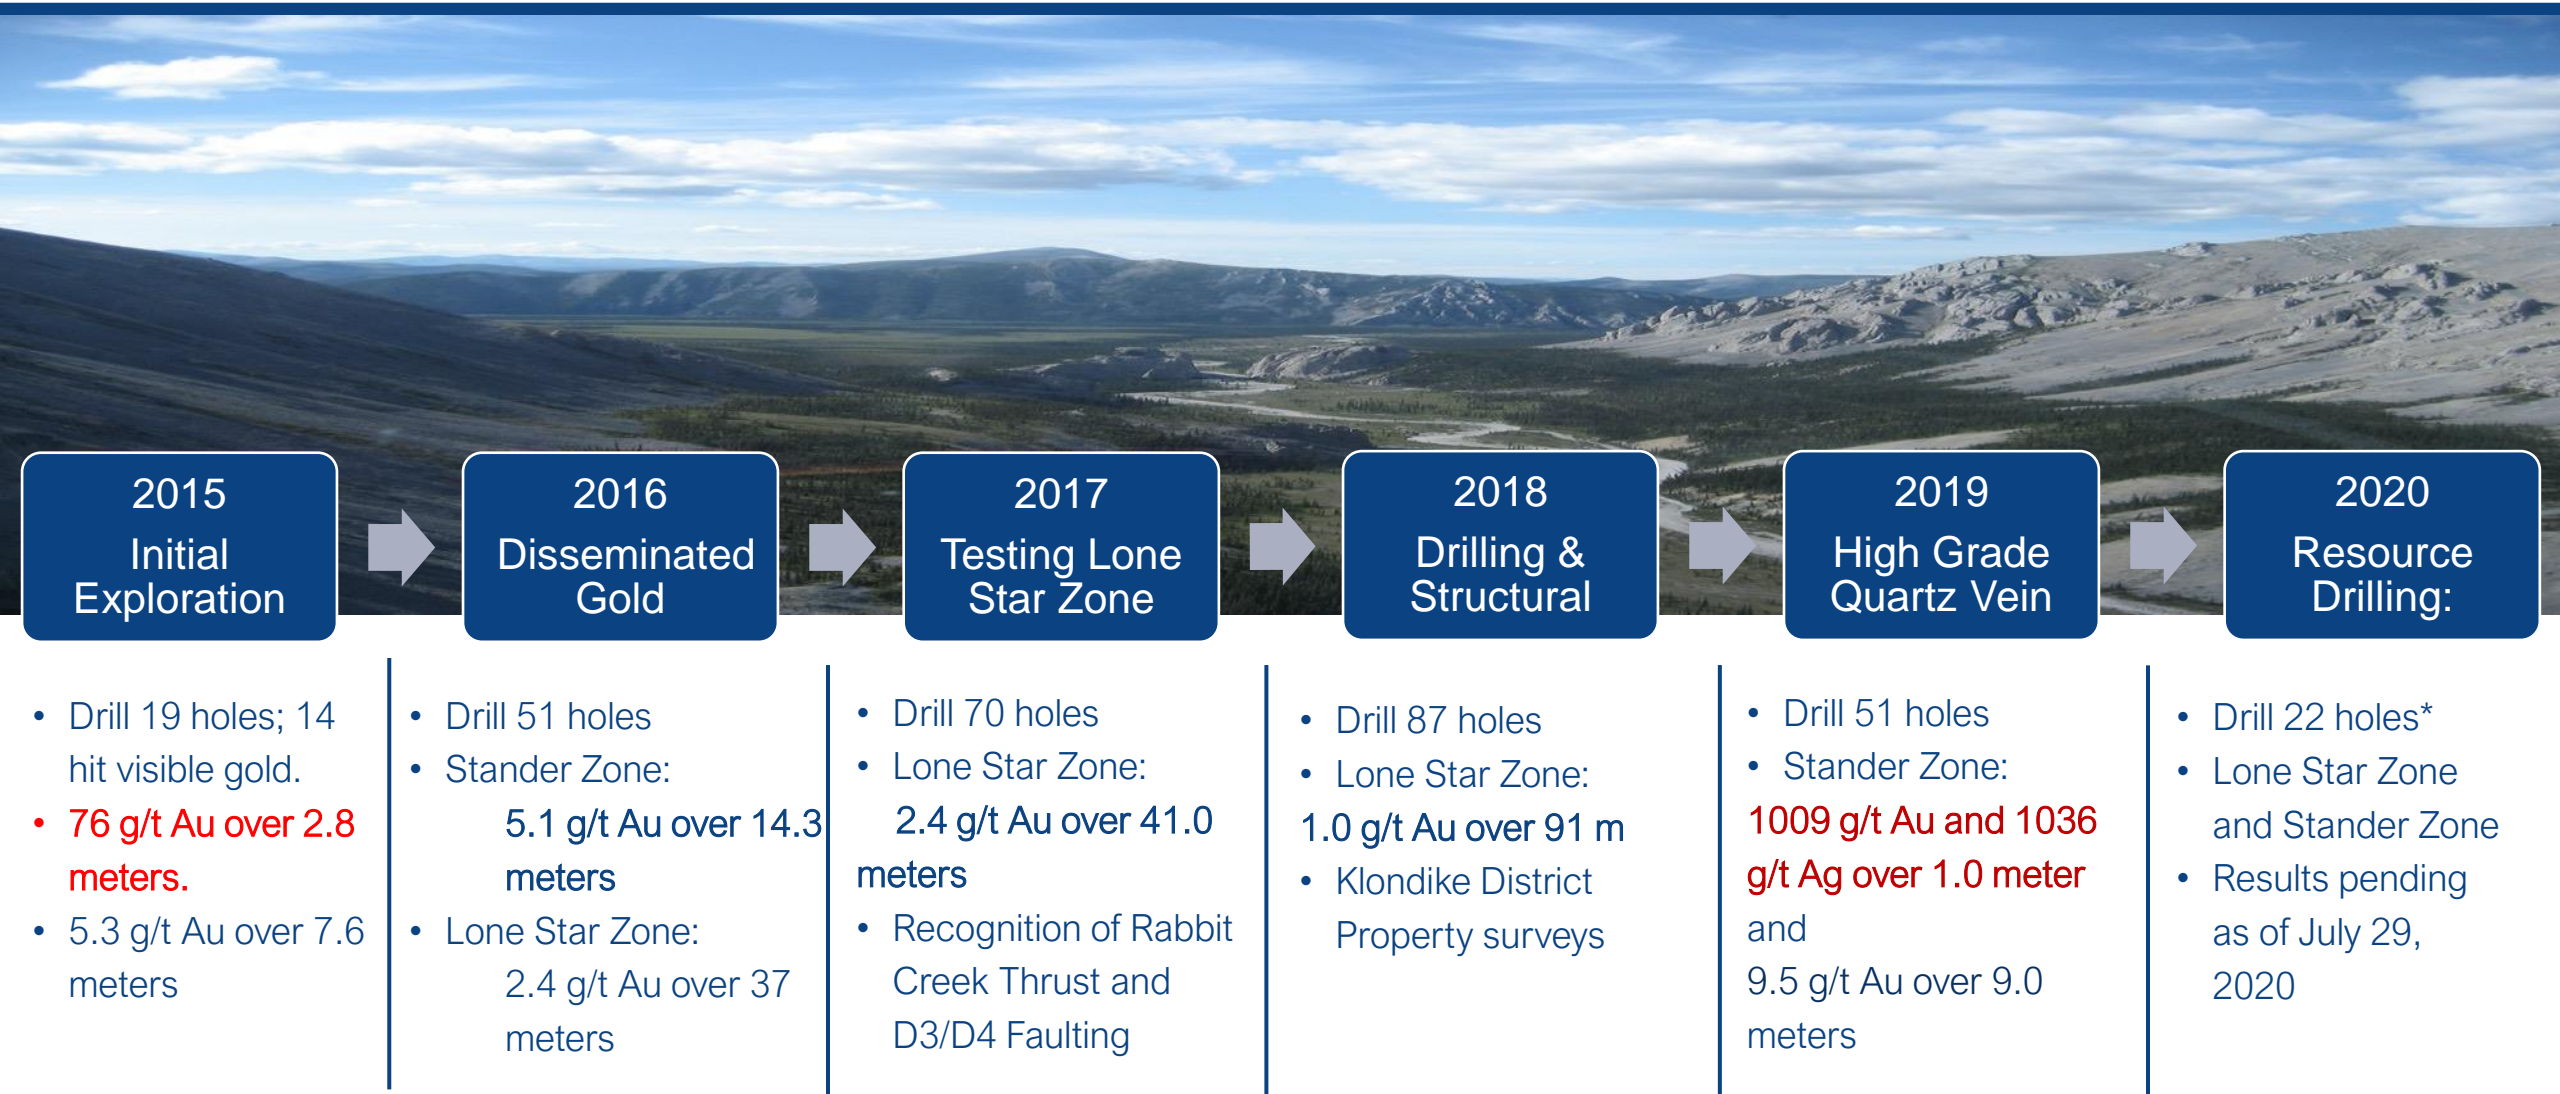 2015
Initial
Exploration
2016
Disseminated
Gold
2017
Testing Lone
Star Zone
2018
Drilling &
Structural
2019
High Grade
Quartz Vein
2020
Resource
Drilling:
• Drill 19 holes; 14
hit visible gold.
• 76 g/t Au over 2.8
meters.
• 5.3 g/t Au over 7.6
meters
• Drill 51 holes
• Stander Zone:
5.1 g/t Au over 14.3
meters
• Lone Star Zone:
2.4 g/t Au over 37
meters
• Drill 70 holes
• Lone Star Zone:
2.4 g/t Au over 41.0
meters
• Recognition of Rabbit
Creek Thrust and
D3/D4 Faulting
• Drill 87 holes
• Lone Star Zone:
1.0 g/t Au over 91 m
• Klondike District
Property surveys
• Drill 51 holes
• Stander Zone:
1009 g/t Au and 1036
g/t Ag over 1.0 meter
and
9.5 g/t Au over 9.0
meters
• Drill 22 holes*
• Lone Star Zone
and Stander Zone
• Results pending
as of July 29,
2020